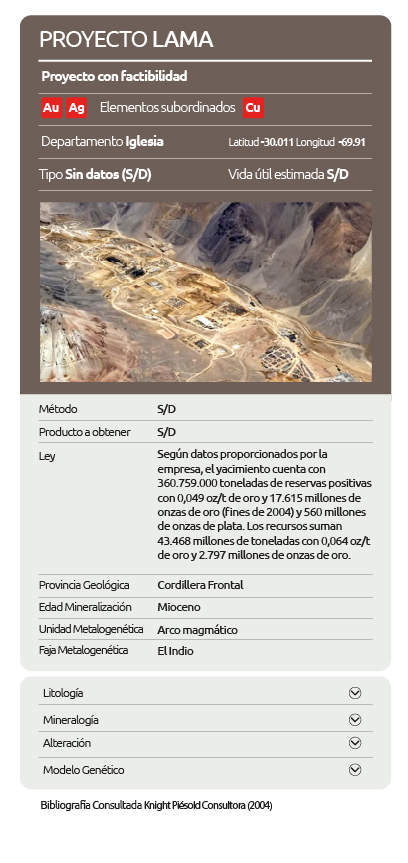 PROYECTO LAMA
Proyecto con factibilidad
Au Ag Elementos subordinados Cu
Departamento Iglesia Latitud -30.011 Longitud -69.91
Tipo Sin datos (S/D) Vida útil estimada S/D
Método S/D
Producto a obtener S/D
Ley Según datos proporcionados por la
empresa, el yacimiento cuenta con
360.759.000 toneladas de reservas positivas
con 0,049 oz/t de oro y 17.615 millones de
onzas de oro (fines de 2004) y 560 millones
de onzas de plata. Los recursos suman
43.468 millones de toneladas con 0,064 oz/t
de oro y 2.797 millones de onzas de oro.
Provincia Geológica Cordillera Frontal
Edad Mineralización Mioceno
Unidad Metalogenética Arco magmático
Faja Metalogenética El Indio
Litología
Mineralogía
Alteración
Modelo Genético
Bibliografía Consultada Knight Piésold Consultora (2004)